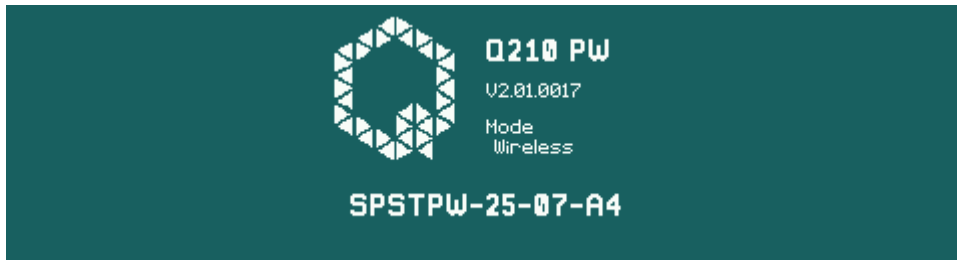 Q210 PW
V2.01.0017
Mode
Wireless
SPSTPW-25-07-A4